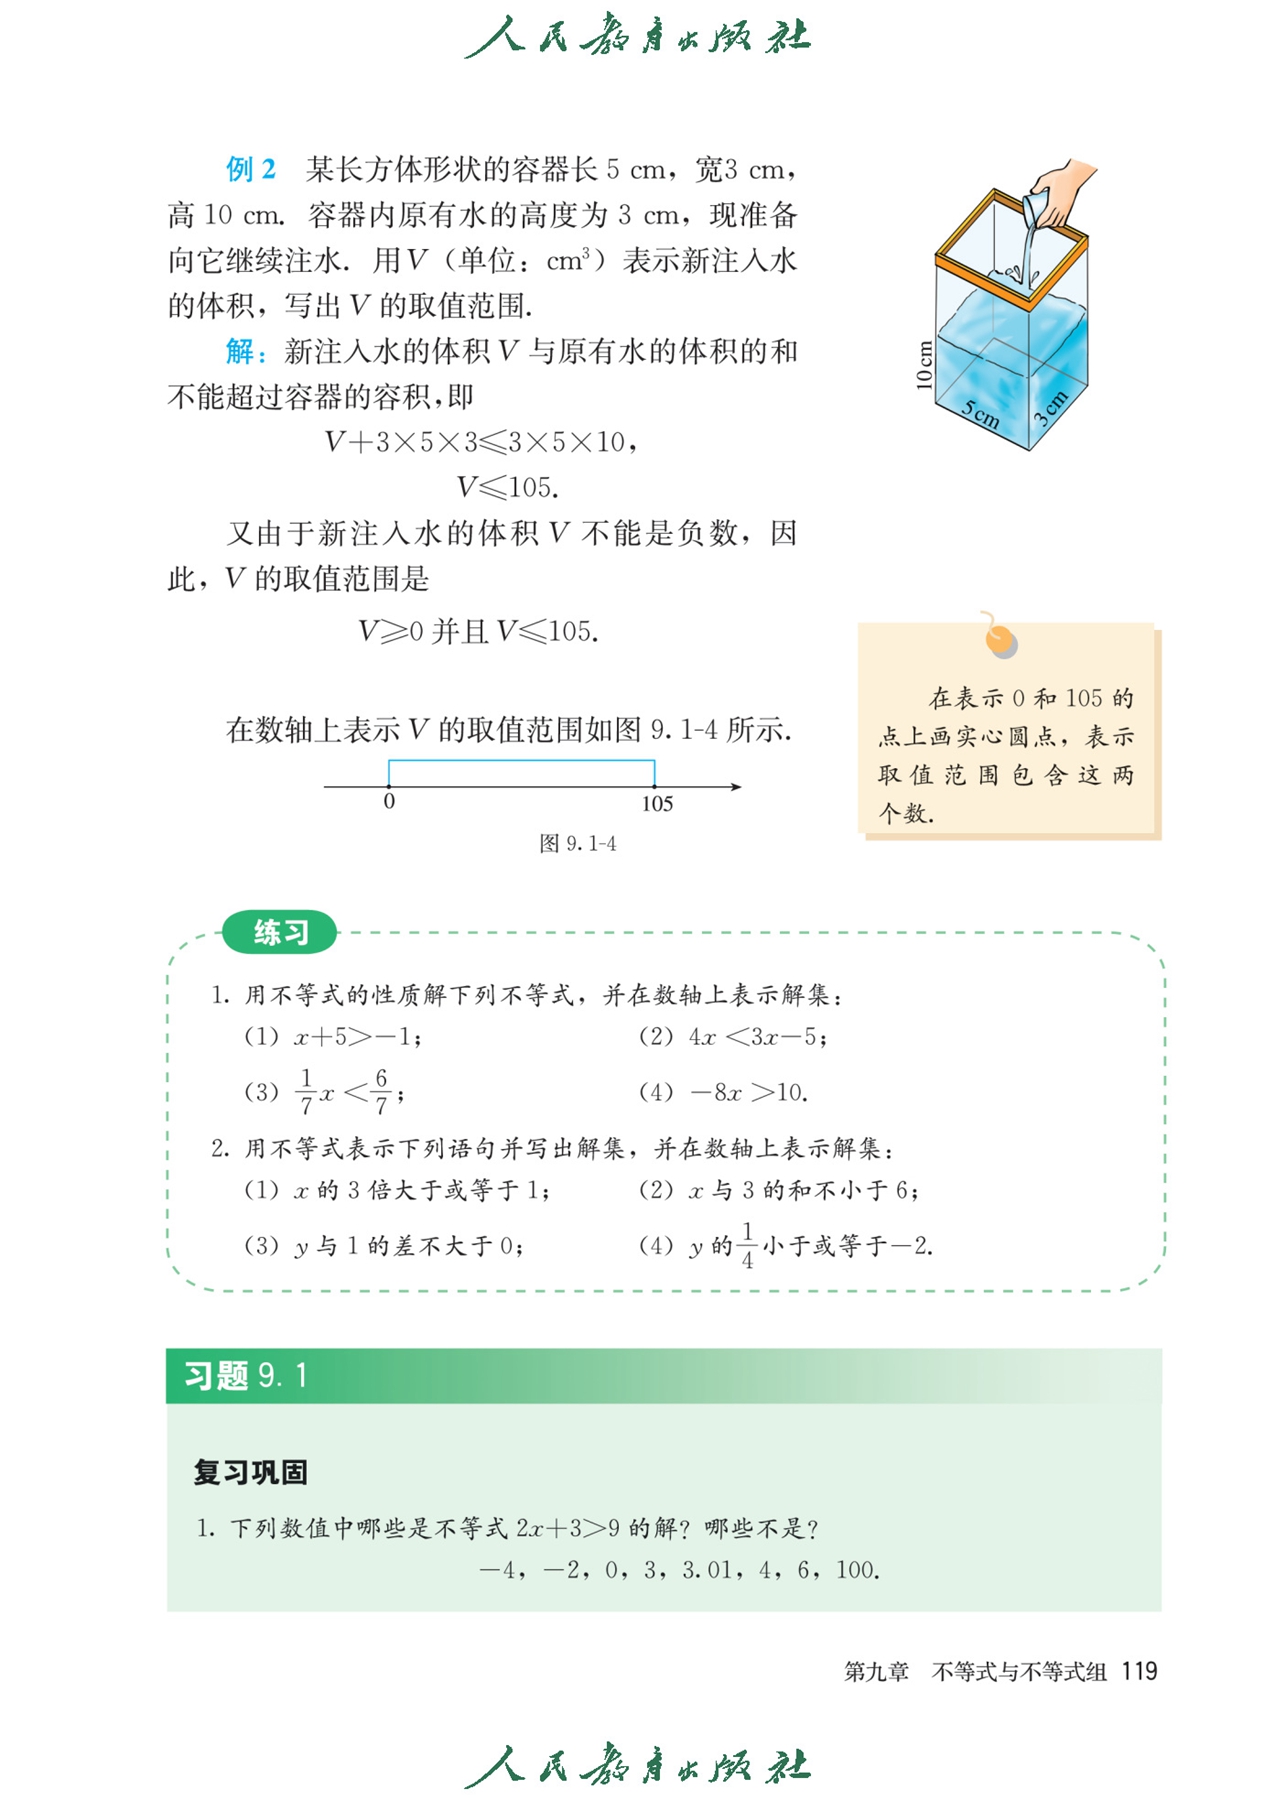 人民教育出版社
例2 某长方体形状的容器长 5 cm，宽3 cm，
高 10 cm. 容器内原有水的高度为 3 cm，现准备
向它继续注水. 用V（单位：cm³）表示新注入水
的体积，写出 V 的取值范围.
解：新注入水的体积 V 与原有水的体积的和
不能超过容器的容积,即
V+3×5×3⩽3×5×10,
V⩽105.
又由于新注入水的体积 V 不能是负数，因
此，V 的取值范围是
V⩾0 并且 V⩽105.
10cm
5cm
3cm
在表示 0 和 105 的
点上画实心圆点，表示
取值范围包含这两
个数.
在数轴上表示 V 的取值范围如图 9.1-4 所示.
0 105
图 9.1-4
练习
1. 用不等式的性质解下列不等式，并在数轴上表示解集：
（1）x+5>-1； （2）4x<3x-5；
（3）1/7 x<6/7； （4）-8x>10.
2. 用不等式表示下列语句并写出解集，并在数轴上表示解集：
（1）x 的 3 倍大于或等于 1； （2）x 与 3 的和不小于 6；
（3）y 与 1 的差不大于 0； （4）y 的 1/4 小于或等于-2.
习题 9.1
复习巩固
1. 下列数值中哪些是不等式 2x+3>9 的解？哪些不是？
-4，-2，0，3，3.01，4，6，100.
第九章 不等式与不等式组 119
人民教育出版社